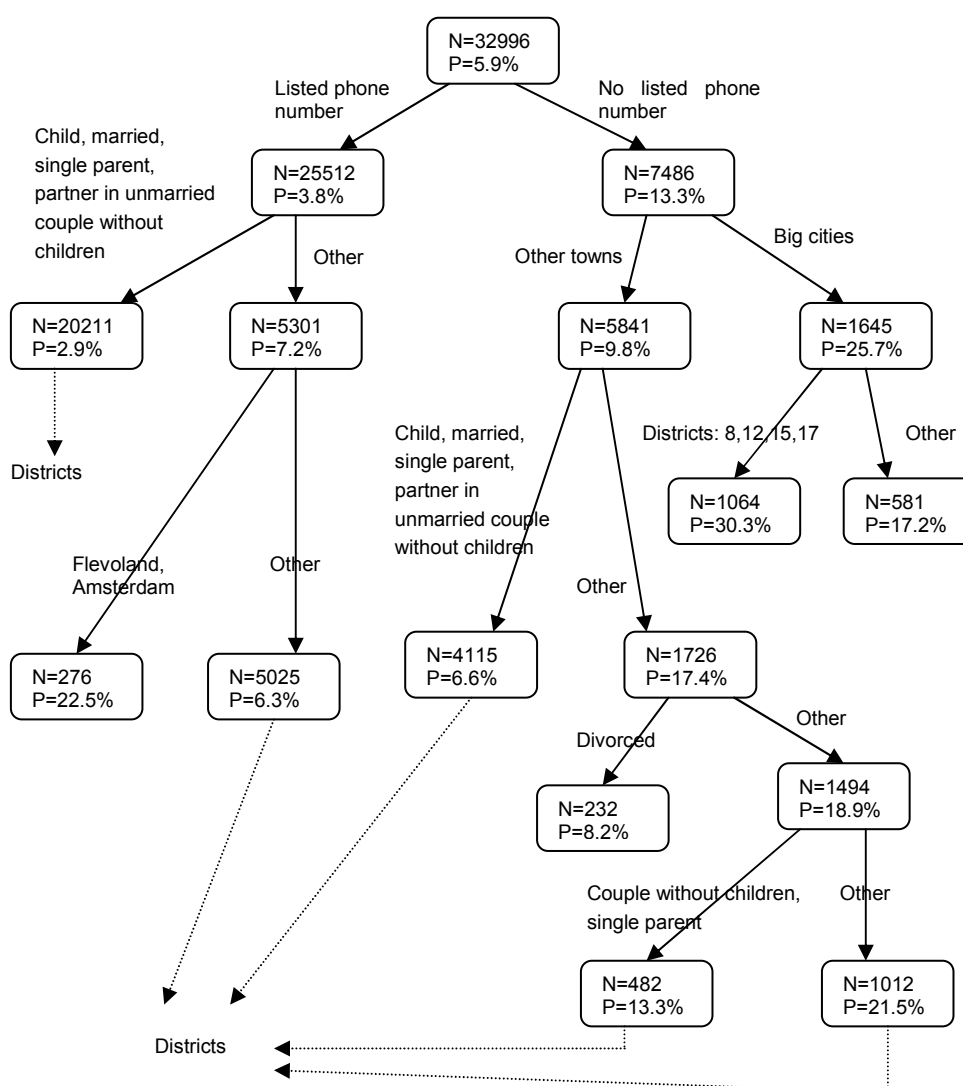 N=32996
P=5.9%
Listed phone
number
No listed phone
number
Child, married,
single parent,
partner in unmarried
couple without
children
N=25512
P=3.8%
N=7486
P=13.3%
Other
Other towns
Big cities
N=20211
P=2.9%
N=5301
P=7.2%
N=5841
P=9.8%
N=1645
P=25.7%
Districts
Child, married,
single parent,
partner in
unmarried couple
without children
Districts: 8,12,15,17
Other
N=1064
P=30.3%
N=581
P=17.2%
Flevoland,
Amsterdam
Other
Other
N=276
P=22.5%
N=5025
P=6.3%
N=4115
P=6.6%
N=1726
P=17.4%
Divorced
Other
N=232
P=8.2%
N=1494
P=18.9%
Couple without children,
single parent
Other
N=482
P=13.3%
N=1012
P=21.5%
Districts